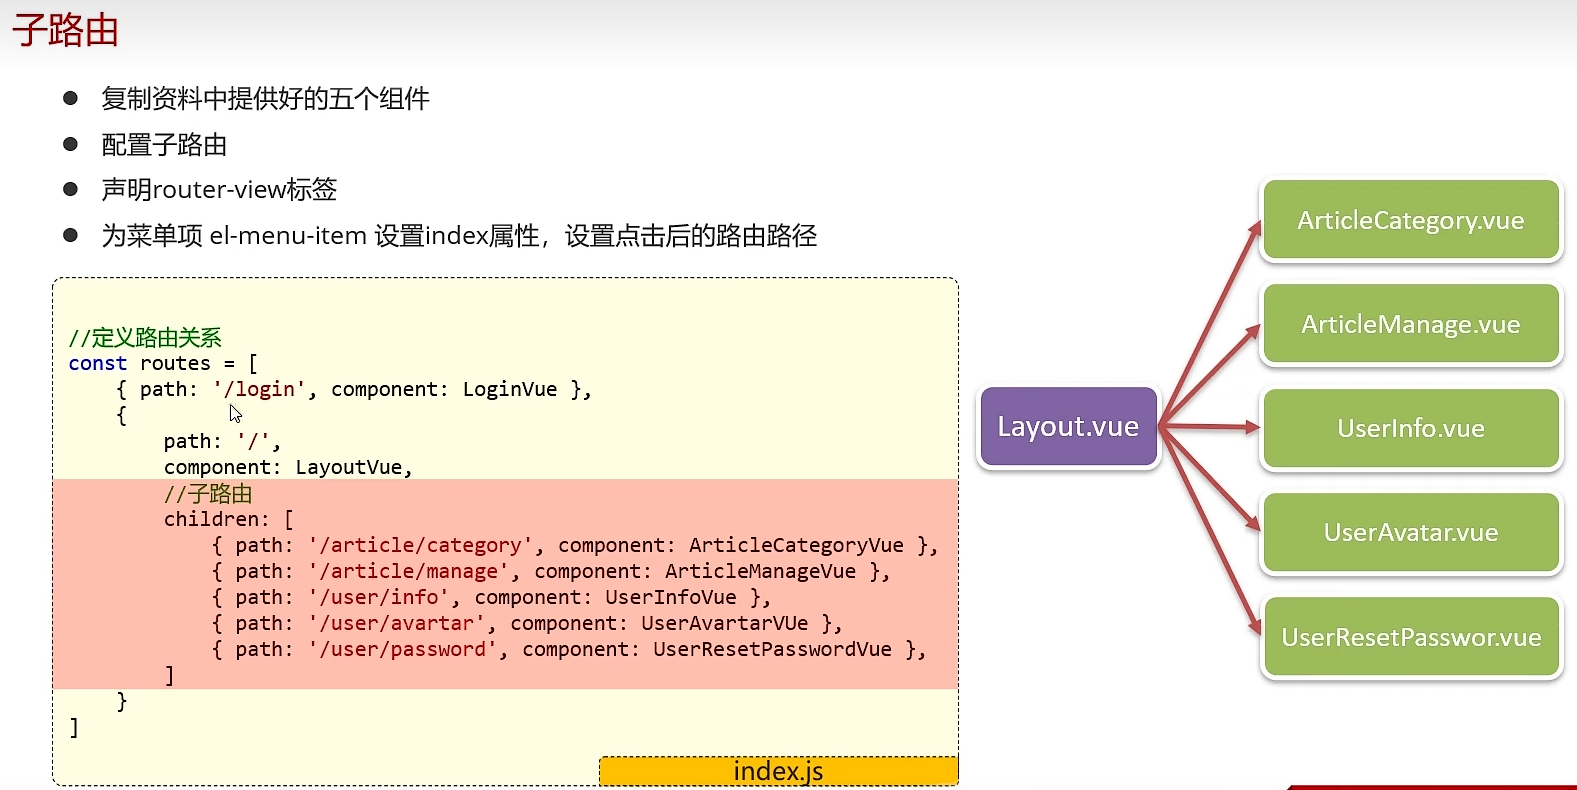 子路由
复制资料中提供好的五个组件
配置子路由
声明router-view标签
为菜单项 el-menu-item 设置index属性，设置点击后的路由路径
//定义路由关系
const routes = [
{ path: '/login', component: LoginVue },
{
path: '/',
component: LayoutVue,
//子路由
children: [
{ path: '/article/category', component: ArticleCategoryVue },
{ path: '/article/manage', component: ArticleManageVue },
{ path: '/user/info', component: UserInfoVue },
{ path: '/user/avartar', component: UserAvartarVUe },
{ path: '/user/password', component: UserResetPasswordVue },
]
}
]
index.js
Layout.vue
ArticleCategory.vue
ArticleManage.vue
UserInfo.vue
UserAvatar.vue
UserResetPasswor.vue